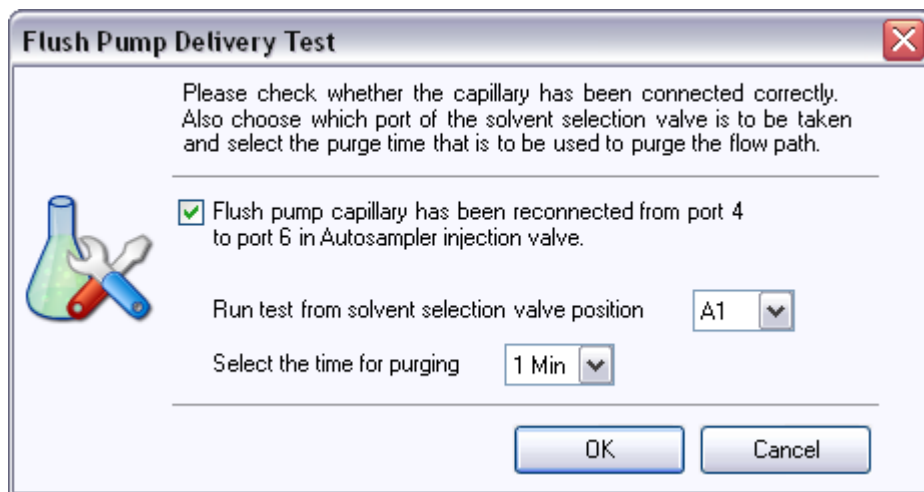 Flush Pump Delivery Test
Please check whether the capillary has been connected correctly.
Also choose which port of the solvent selection valve is to be taken
and select the purge time that is to be used to purge the flow path.
Flush pump capillary has been reconnected from port 4
to port 6 in Autosampler injection valve.
Run test from solvent selection valve position A1
Select the time for purging 1 Min
OK Cancel